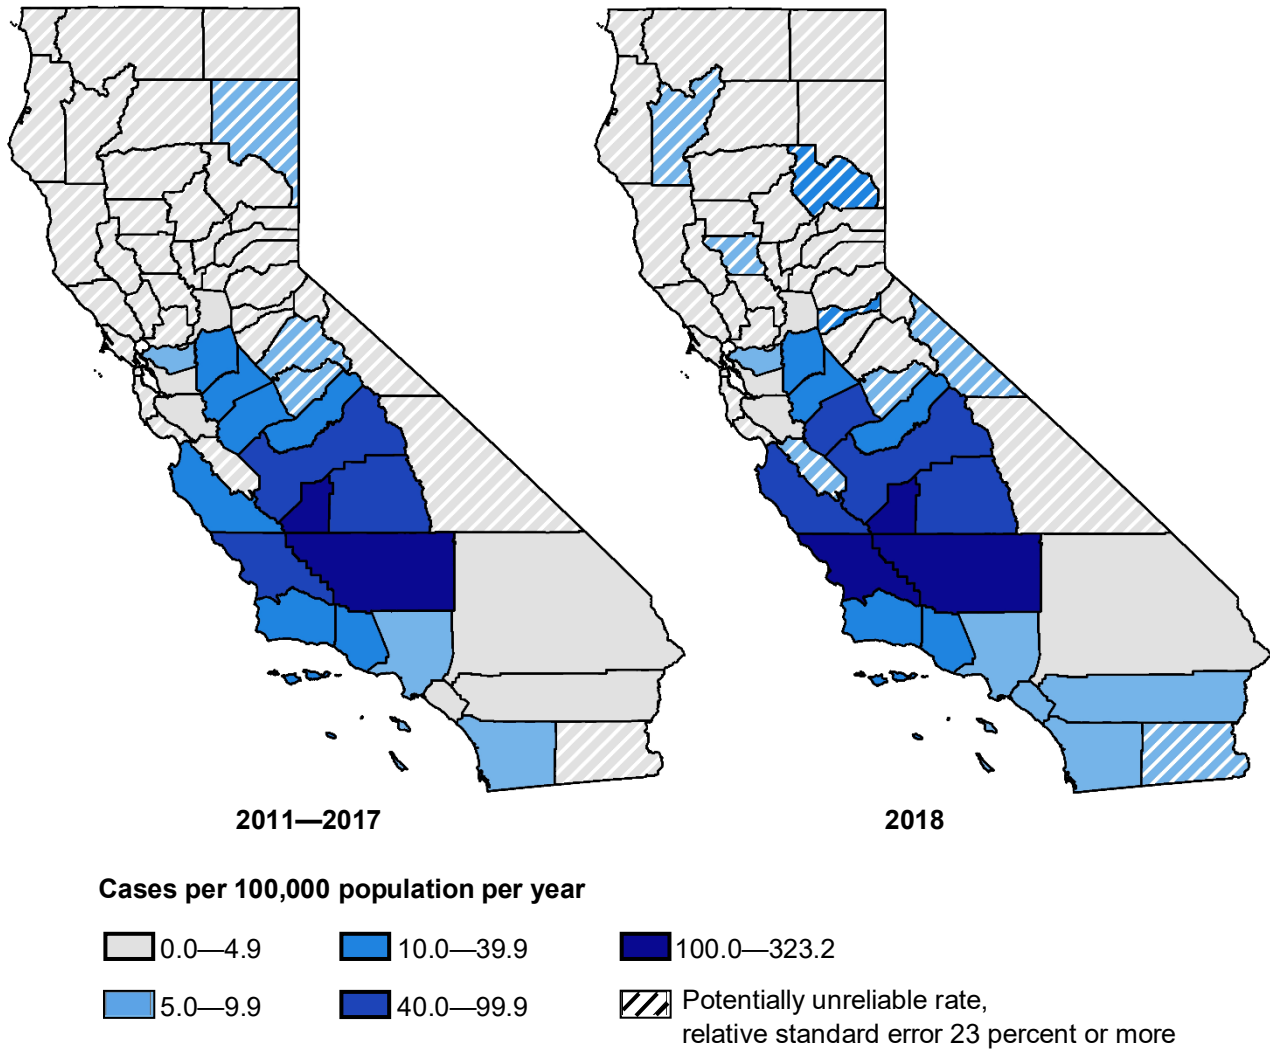 2011—2017
2018
Cases per 100,000 population per year
0.0—4.9
10.0—39.9
100.0—323.2
5.0—9.9
40.0—99.9
Potentially unreliable rate,
relative standard error 23 percent or more